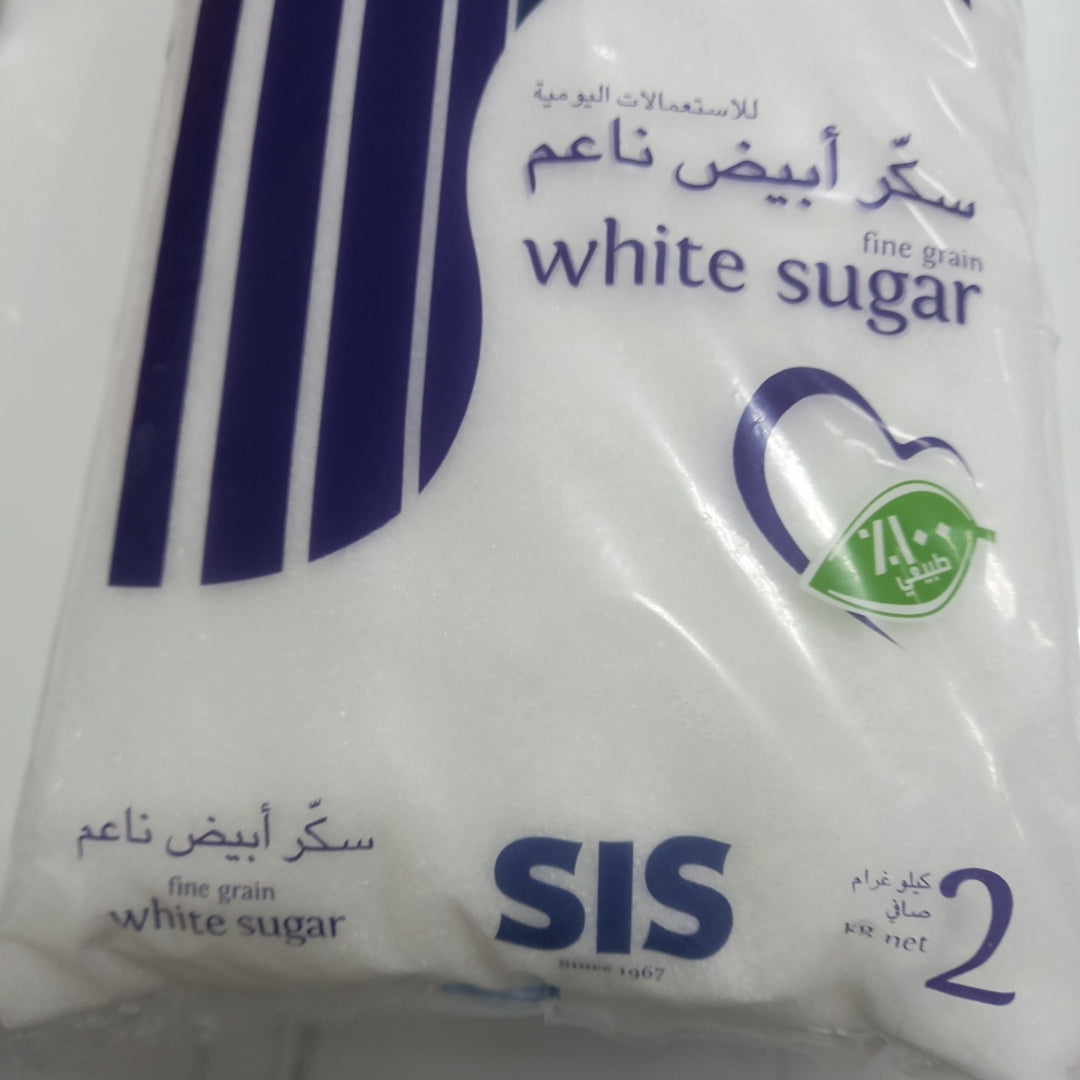 للاستعمالات اليومية
سكّر أبيض ناعم
fine grain
white sugar
٪١٠٠
طبيعي
سكّر أبيض ناعم
fine grain
white sugar
SIS
Since 1967
2
كيلو غرام
صافي
kg net